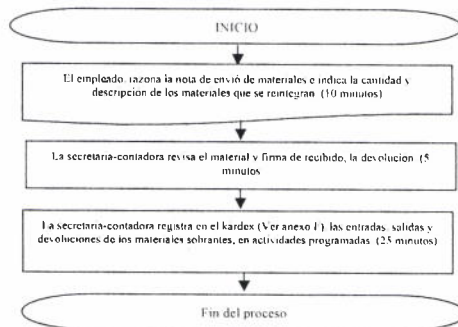 INICIO
El empleado, razona la nota de envió de materiales e indica la cantidad y
descripción de los materiales que se reintegran (10 minutos)
La secretaria-contadora revisa el material y firma de recibido, la devolucion (5
minutos
La secretaria-contadora registra en el kardex (Ver anexo F) las entradas, salidas y
devoluciones de los materiales sobrantes, en actividades programadas (25 minutos)
Fin del proceso